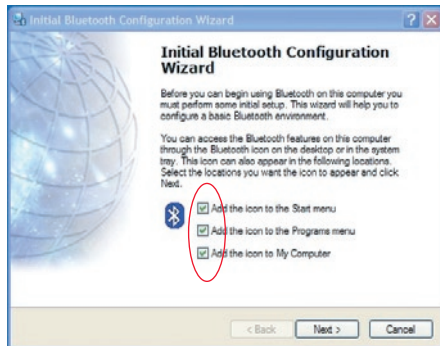 Initial Bluetooth Configuration Wizard
Initial Bluetooth Configuration
Wizard
Before you can begin using Bluetooth on this computer you
must perform some initial setup. This wizard will help you to
configure a basic Bluetooth environment.
You can access the Bluetooth features on this computer
through the Bluetooth icon on the desktop or in the system
tray. This icon can also appear in the following locations.
Select the locations you want the icon to appear and click
Next.
Add the icon to the Start menu
Add the icon to the Programs menu
Add the icon to My Computer
< Back
Next >
Cancel